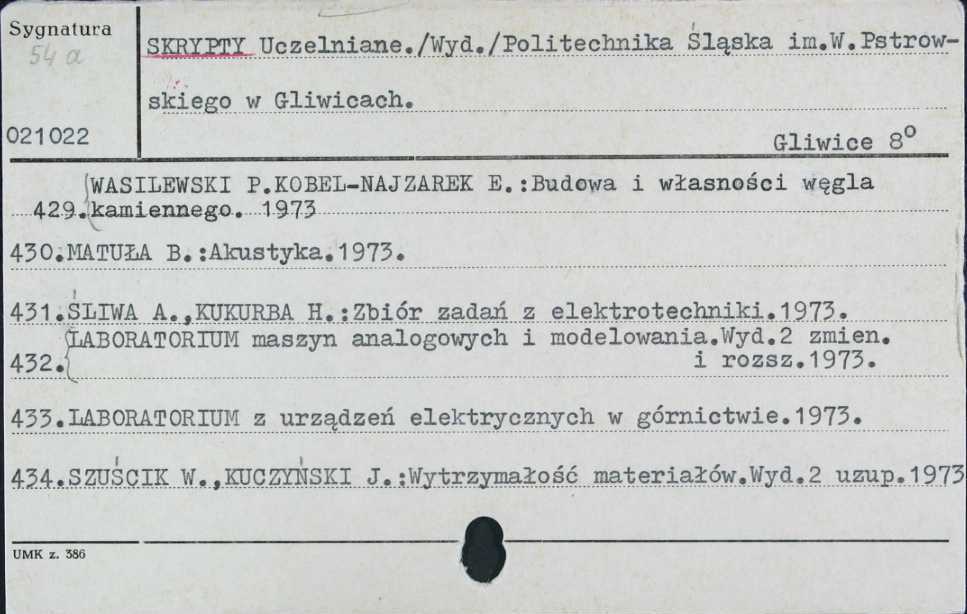 Sygnatura
54 a
SKRYPTY Uczelniane./Wyd./Politechnika Śląska im.W.Pstrow-
skiego w Gliwicach.
021022
Gliwice 8º
WASILEWSKI P.KOBEL-NAJZAREK E.:Budowa i własności węgla
429.kamiennego. 1973
430.MATUŁA B.:Akustyka.1973.
431.ŚLIWA A.,KUKURBA H.:Zbiór zadań z elektrotechniki.1973.
LABORATORIUM maszyn analogowych i modelowania.Wyd.2 zmien.
432. i rozsz.1973.
433.LABORATORIUM z urządzeń elektrycznych w górnictwie.1973.
434.SZUŚCIK W.,KUCZYŃSKI J.:Wytrzymałość materiałów.Wyd.2 uzup.1973
UMK z. 386